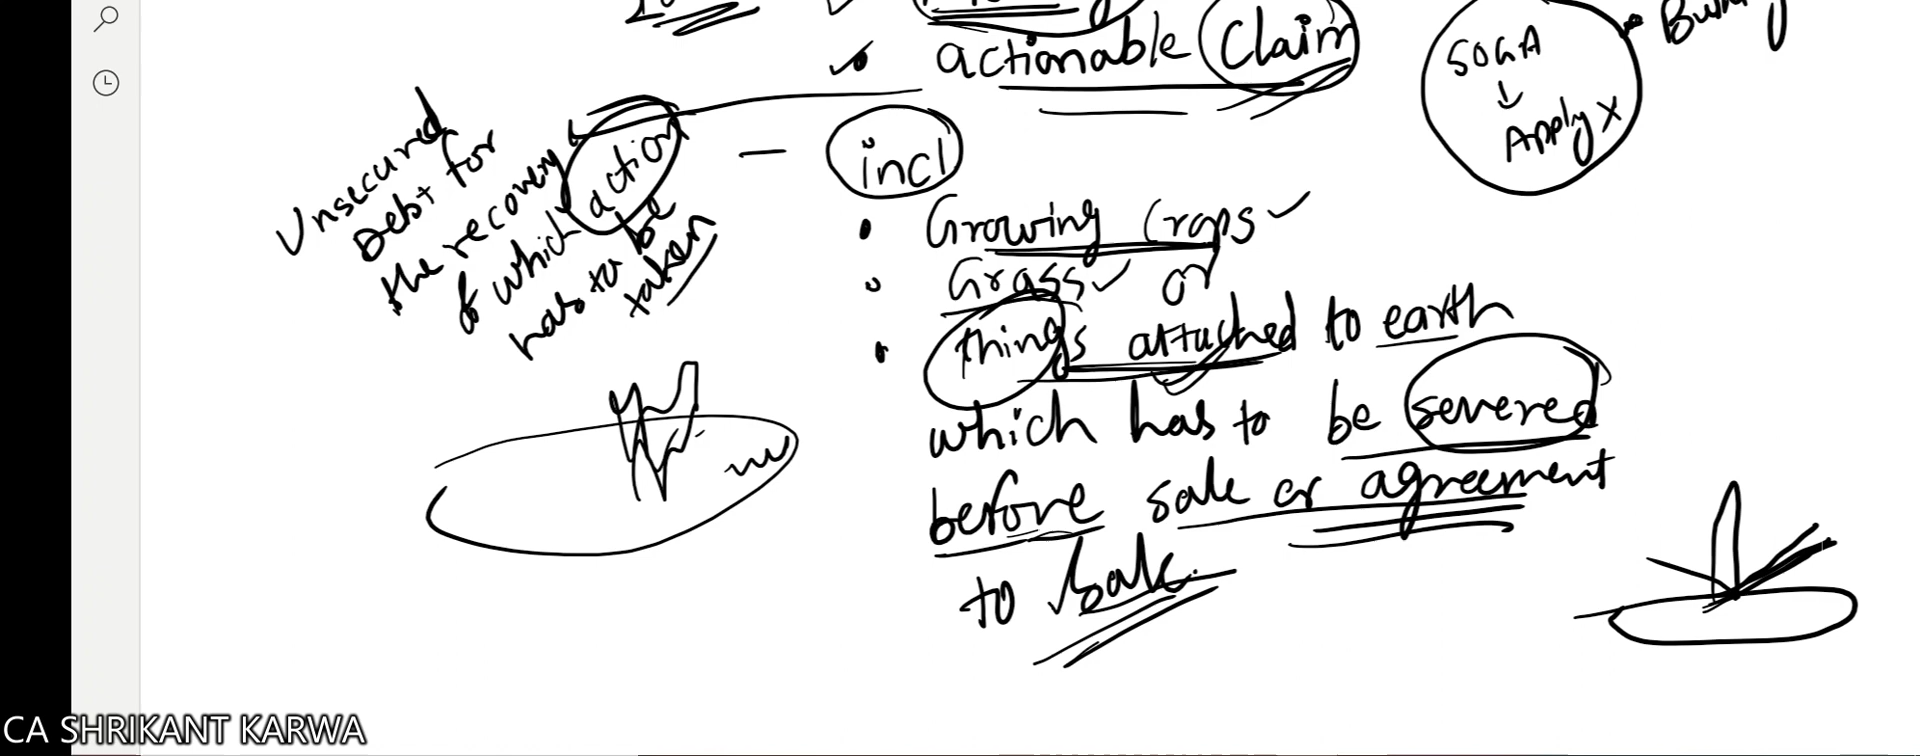 actionable Claim
SOGA
Apply X
Unsecured
Debt for
the recovery
of which action
has to be
taken
— incl
• Growing Crops ✓
• Grass ✓ or
• things attached to earth
which has to be severed
before sale or agreement
to sale.
CA SHRIKANT KARWA